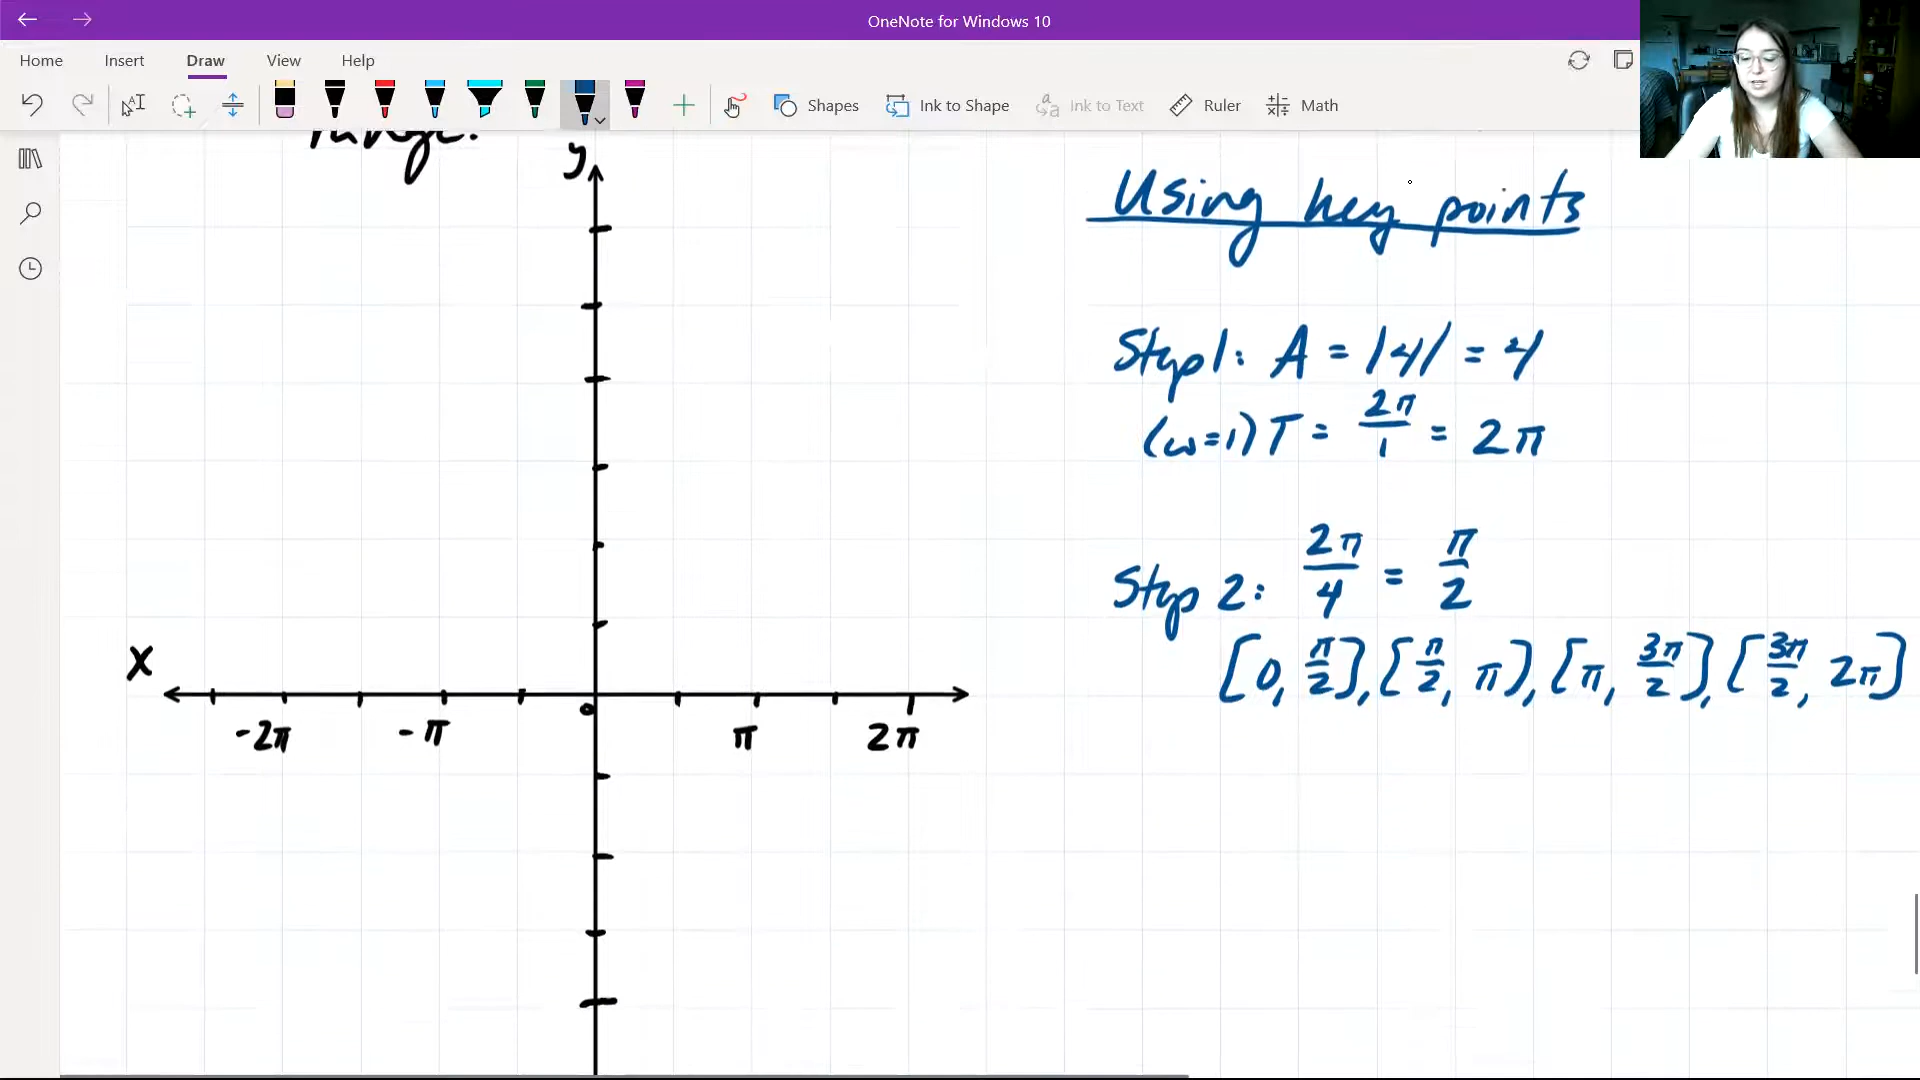 OneNote for Windows 10
Home Insert Draw View Help
Shapes Ink to Shape Ink to Text Ruler Math
range.
y
Using key points
Step 1: A = |4| = 4
(ω=1) T = 2π/1 = 2π
Step 2: 2π/4 = π/2
[0, π/2], [π/2, π], [π, 3π/2], [3π/2, 2π]
X
-2π -π 0 π 2π